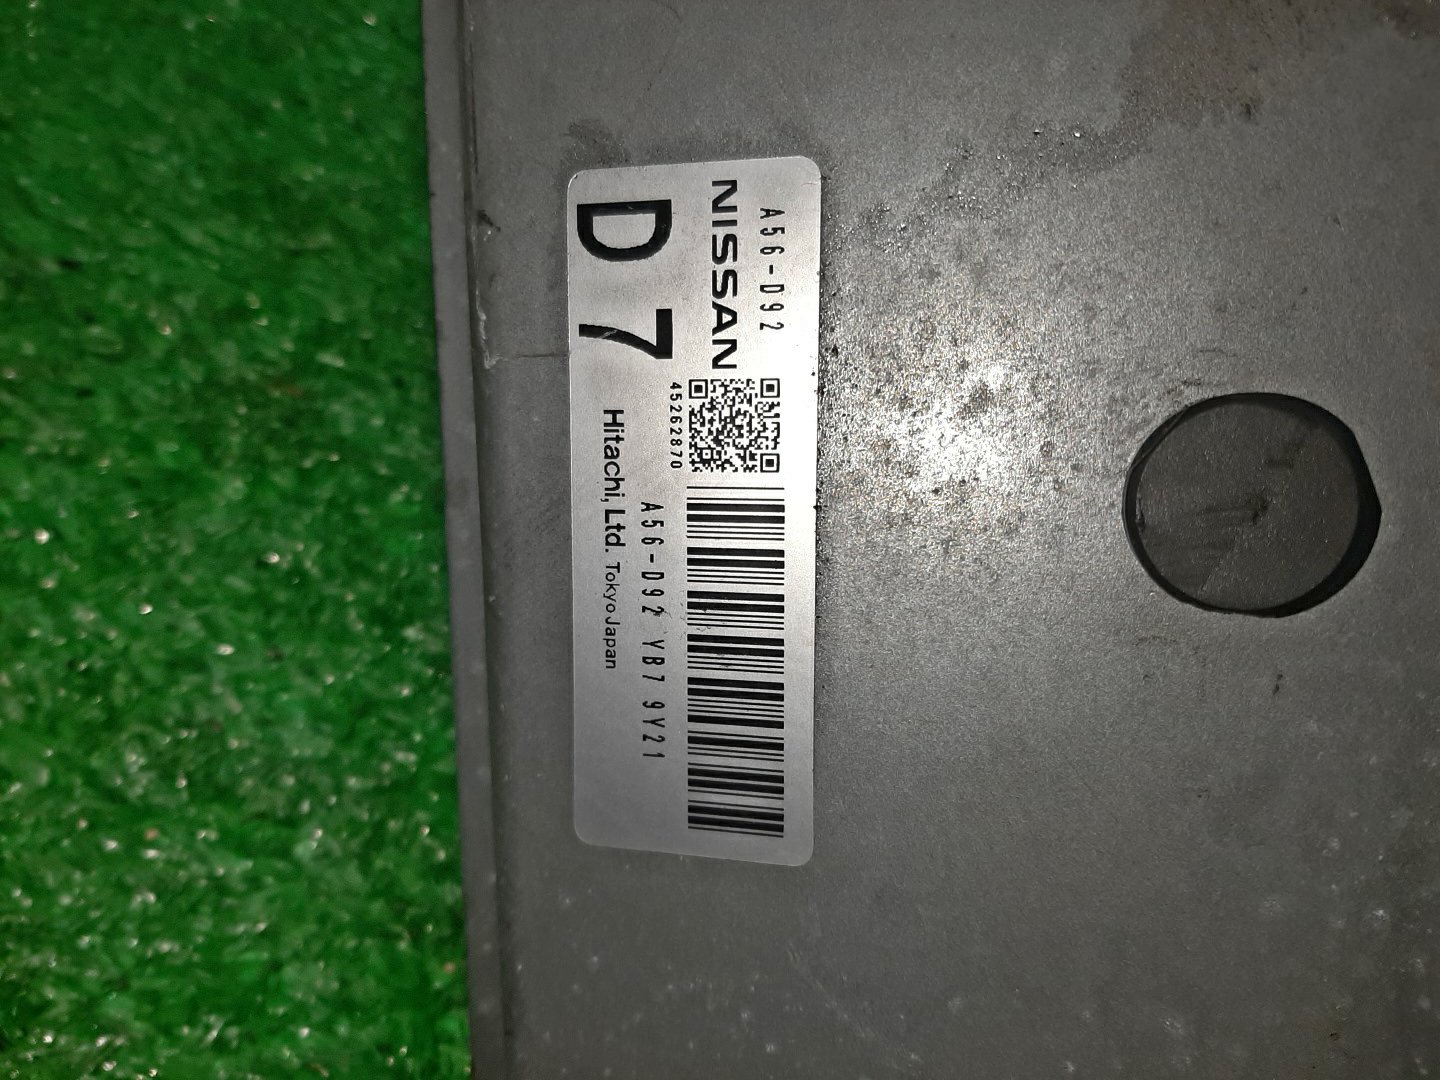 A56-D92
NISSAN
D7
45262870
A56-D92 YB7 9Y21
Hitachi, Ltd. Tokyo Japan